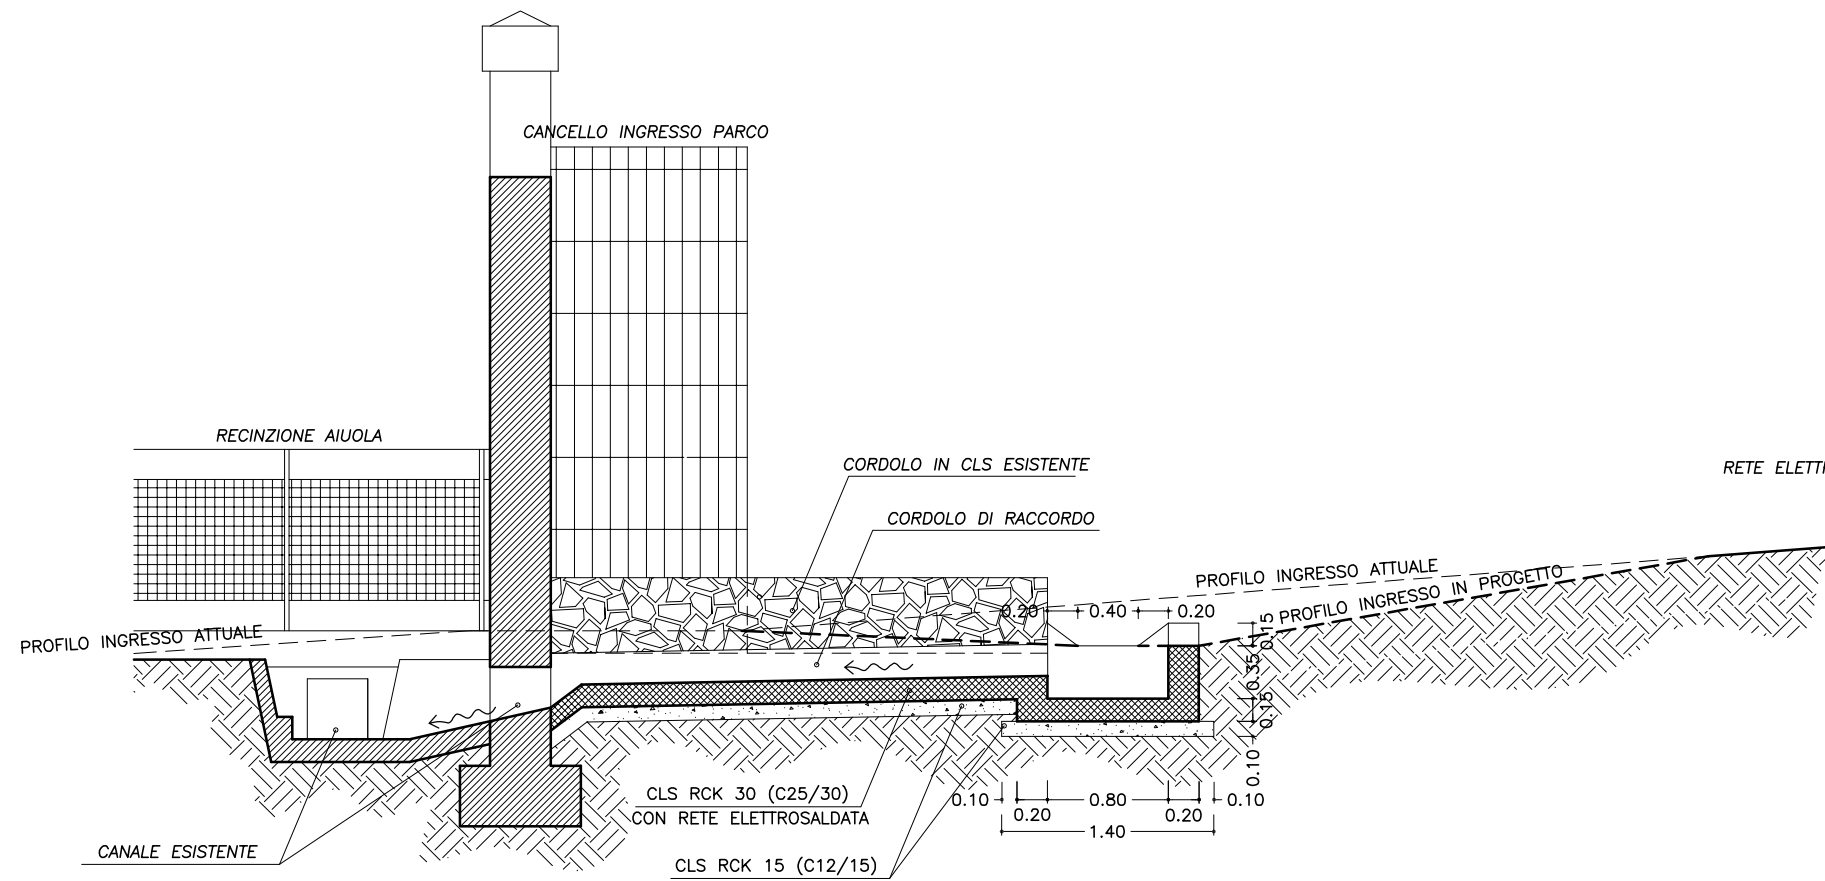 CANCELLO INGRESSO PARCO
RECINZIONE AIUOLA
CORDOLO IN CLS ESISTENTE
RETE ELETT
CORDOLO DI RACCORDO
PROFILO INGRESSO ATTUALE
PROFILO INGRESSO IN PROGETTO
0.20
0.40
0.20
0.15
PROFILO INGRESSO ATTUALE
0.35
0.15
0.10
CLS RCK 30 (C25/30)
0.10
0.80
0.10
CON RETE ELETTROSALDATA
0.20
0.20
1.40
CANALE ESISTENTE
CLS RCK 15 (C12/15)